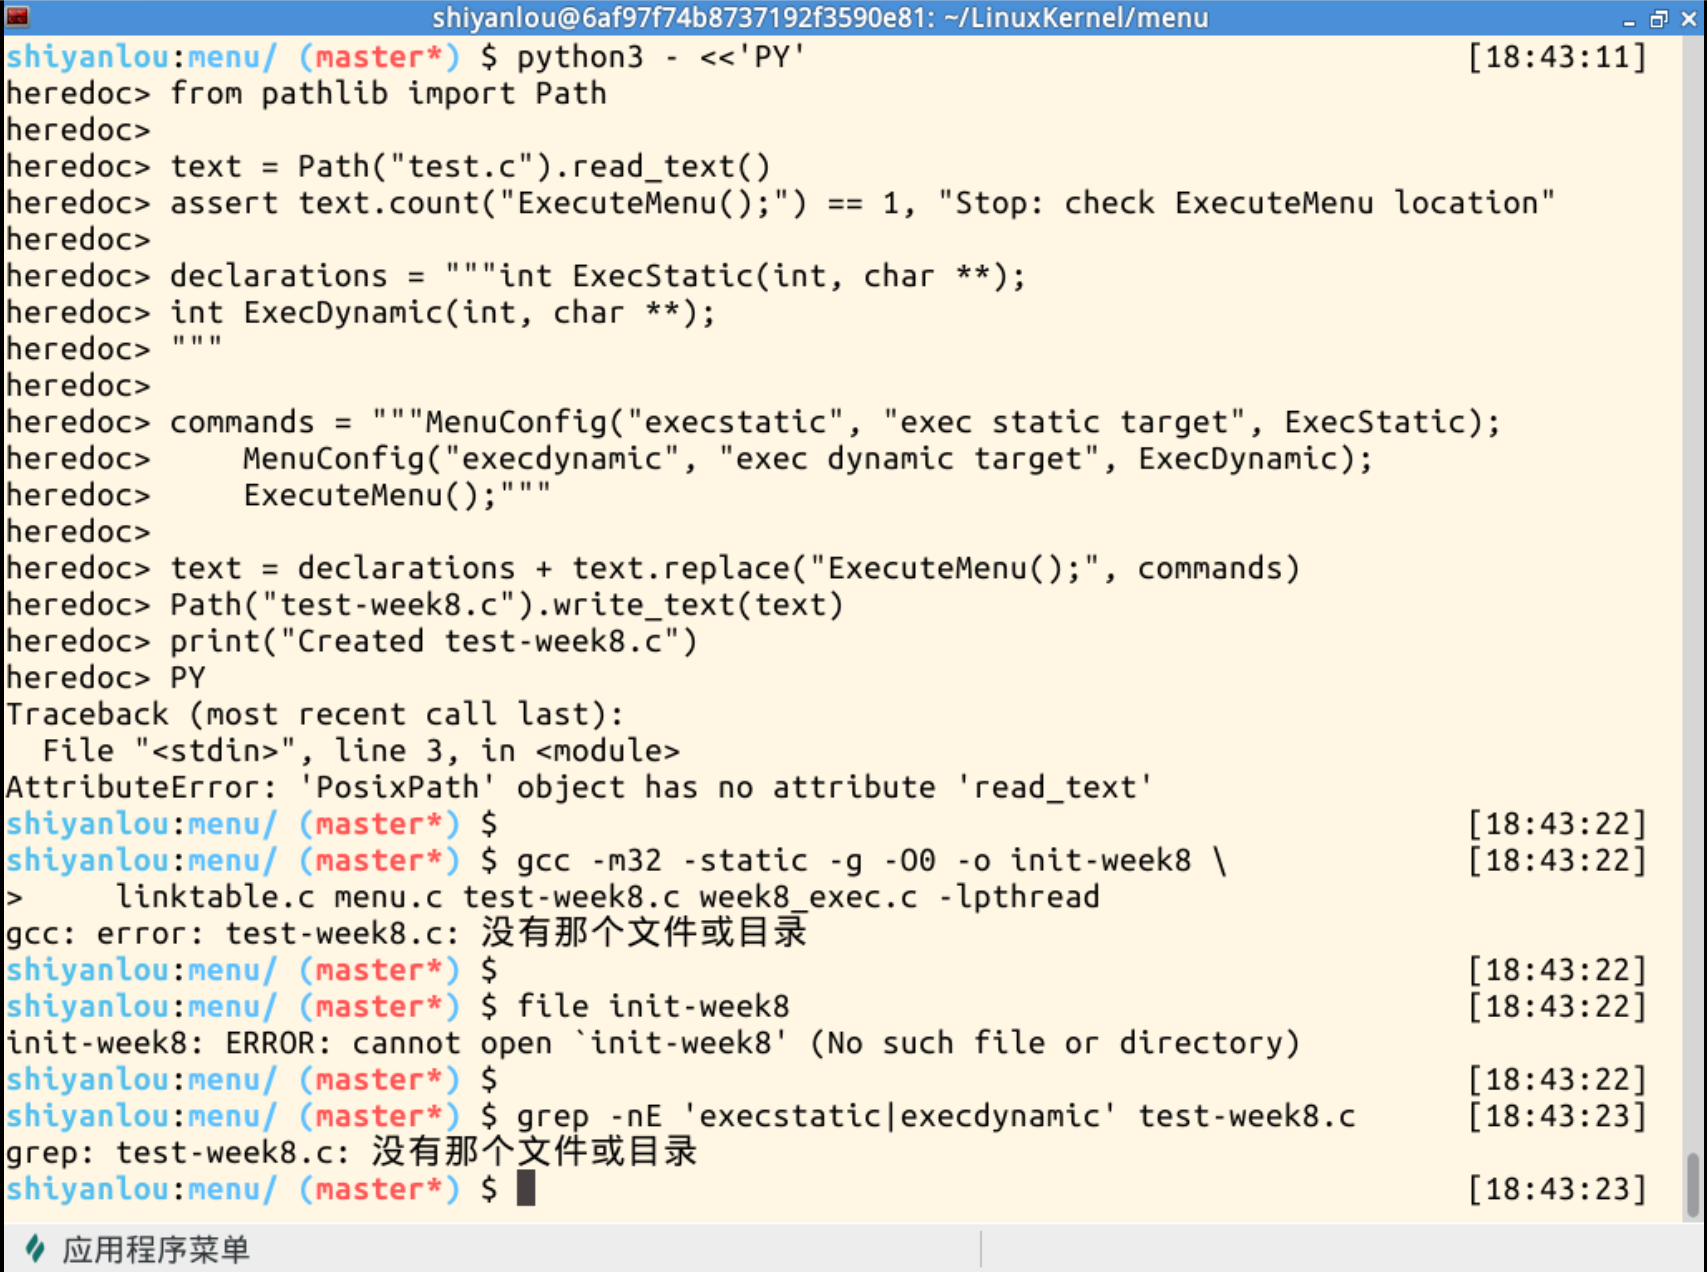 shiyanlou@6af97f74b8737192f3590e81: ~/LinuxKernel/menu
shiyanlou:menu/ (master*) $ python3 - <<'PY' [18:43:11]
heredoc> from pathlib import Path
heredoc>
heredoc> text = Path("test.c").read_text()
heredoc> assert text.count("ExecuteMenu();") == 1, "Stop: check ExecuteMenu location"
heredoc>
heredoc> declarations = """int ExecStatic(int, char **);
heredoc> int ExecDynamic(int, char **);
heredoc> """
heredoc>
heredoc> commands = """MenuConfig("execstatic", "exec static target", ExecStatic);
heredoc>     MenuConfig("execdynamic", "exec dynamic target", ExecDynamic);
heredoc>     ExecuteMenu();"""
heredoc>
heredoc> text = declarations + text.replace("ExecuteMenu();", commands)
heredoc> Path("test-week8.c").write_text(text)
heredoc> print("Created test-week8.c")
heredoc> PY
Traceback (most recent call last):
  File "<stdin>", line 3, in <module>
AttributeError: 'PosixPath' object has no attribute 'read_text'
shiyanlou:menu/ (master*) $ [18:43:22]
shiyanlou:menu/ (master*) $ gcc -m32 -static -g -O0 -o init-week8 \ [18:43:22]
>     linktable.c menu.c test-week8.c week8_exec.c -lpthread
gcc: error: test-week8.c: 没有那个文件或目录
shiyanlou:menu/ (master*) $ [18:43:22]
shiyanlou:menu/ (master*) $ file init-week8 [18:43:22]
init-week8: ERROR: cannot open `init-week8' (No such file or directory)
shiyanlou:menu/ (master*) $ [18:43:22]
shiyanlou:menu/ (master*) $ grep -nE 'execstatic|execdynamic' test-week8.c [18:43:23]
grep: test-week8.c: 没有那个文件或目录
shiyanlou:menu/ (master*) $ [18:43:23]
应用程序菜单